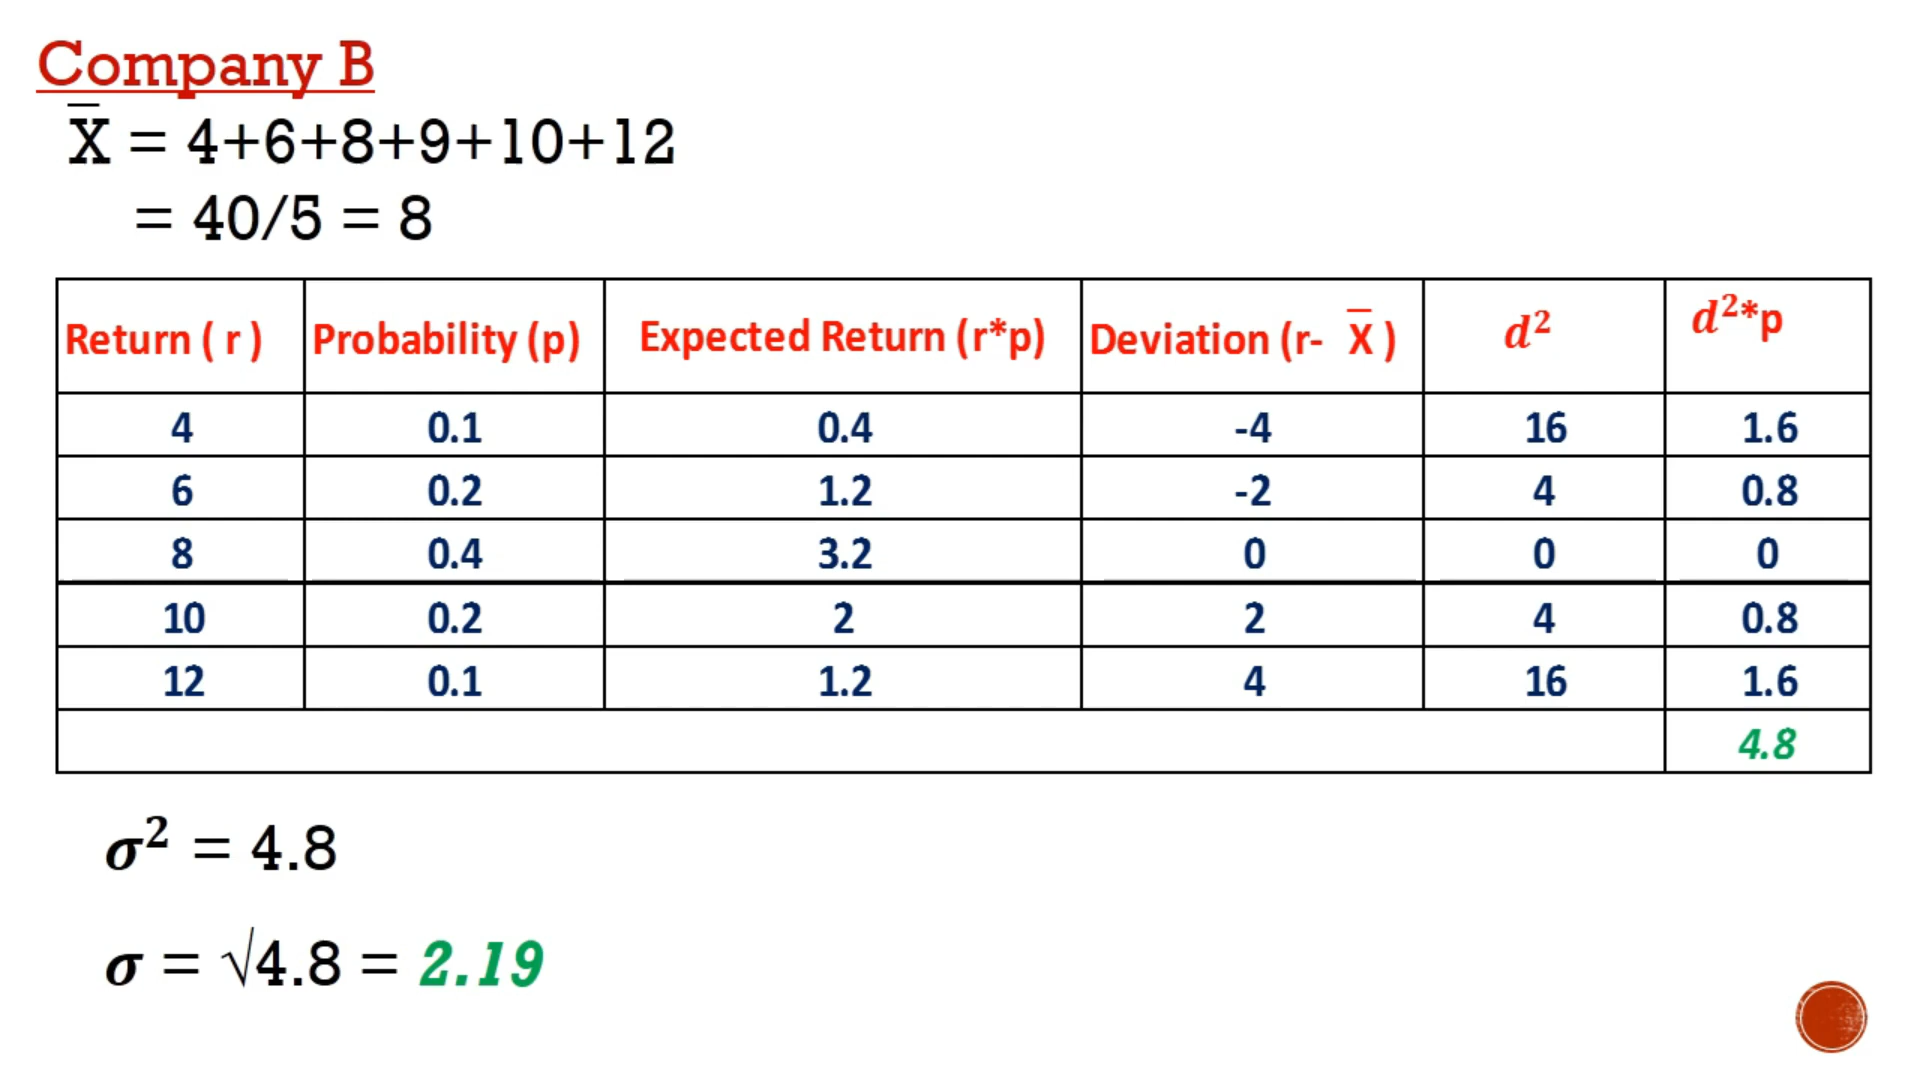 Company B
X̅ = 4+6+8+9+10+12
= 40/5 = 8
Return ( r ) Probability (p) Expected Return (r*p) Deviation (r- X̅ ) d² d²*p
4 0.1 0.4 -4 16 1.6
6 0.2 1.2 -2 4 0.8
8 0.4 3.2 0 0 0
10 0.2 2 2 4 0.8
12 0.1 1.2 4 16 1.6
4.8
σ² = 4.8
σ = √4.8 = 2.19